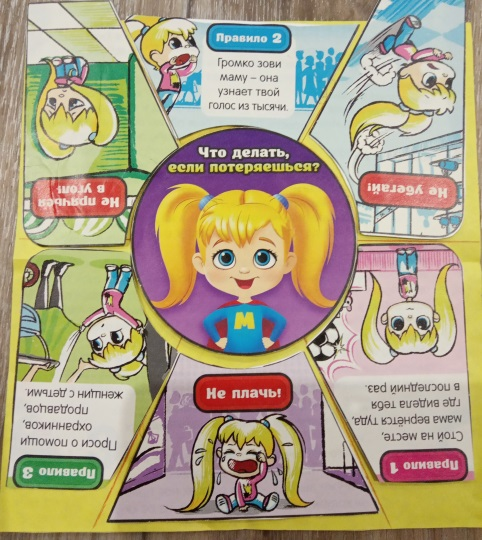 Правило 2
Громко зови
маму – она
узнает твой
голос из тысячи.
Не прячься
в угол!
Не убегай!
Что делать,
если потеряешься?
М
Не плачь!
Правило 3
Проси о помощи
охранников,
продавцов,
женщин с детьми.
Правило 1
Стой на месте,
мама вернётся туда,
где видела тебя
в последний раз.